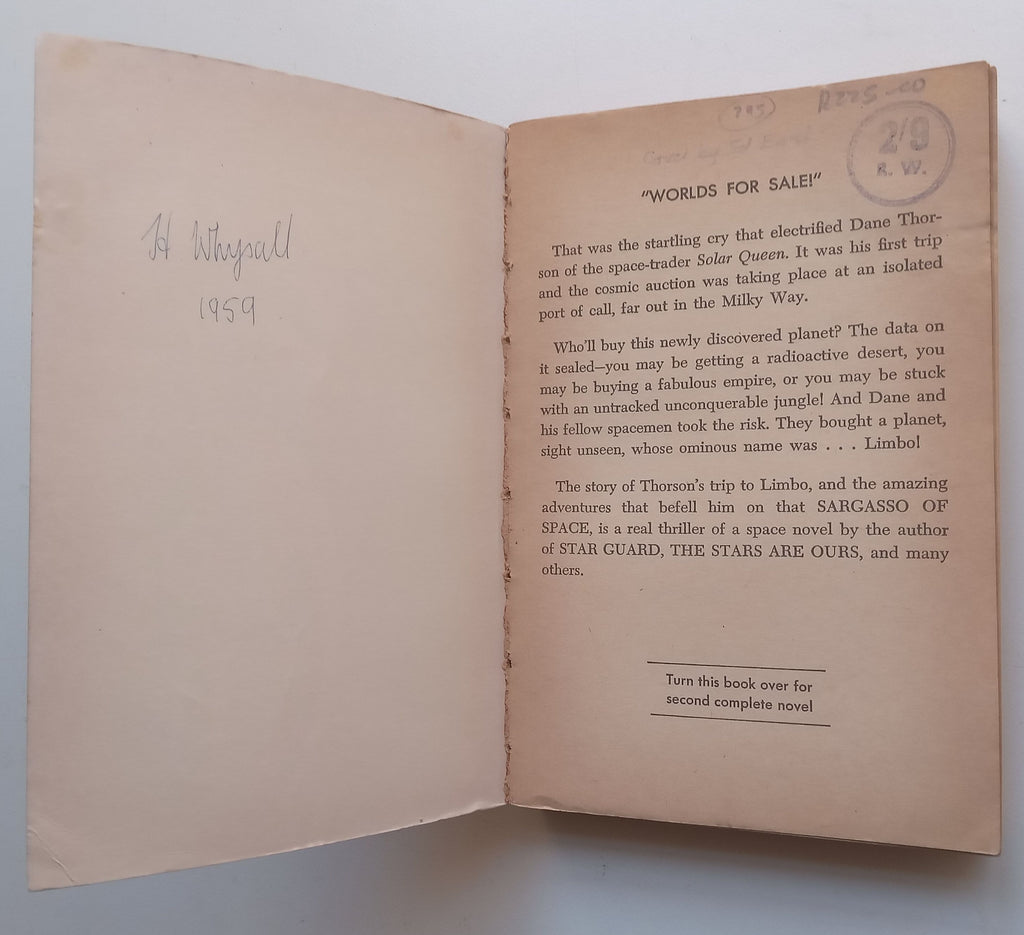 H Whysall
1959
(795)
R225-00
2/9
R. W.
Cover by Ed
"WORLDS FOR SALE!"
That was the startling cry that electrified Dane Thor-
son of the space-trader Solar Queen. It was his first trip
and the cosmic auction was taking place at an isolated
port of call, far out in the Milky Way.
Who'll buy this newly discovered planet? The data on
it sealed—you may be getting a radioactive desert, you
may be buying a fabulous empire, or you may be stuck
with an untracked unconquerable jungle! And Dane and
his fellow spacemen took the risk. They bought a planet,
sight unseen, whose ominous name was . . . Limbo!
The story of Thorson's trip to Limbo, and the amazing
adventures that befell him on that SARGASSO OF
SPACE, is a real thriller of a space novel by the author
of STAR GUARD, THE STARS ARE OURS, and many
others.
Turn this book over for
second complete novel